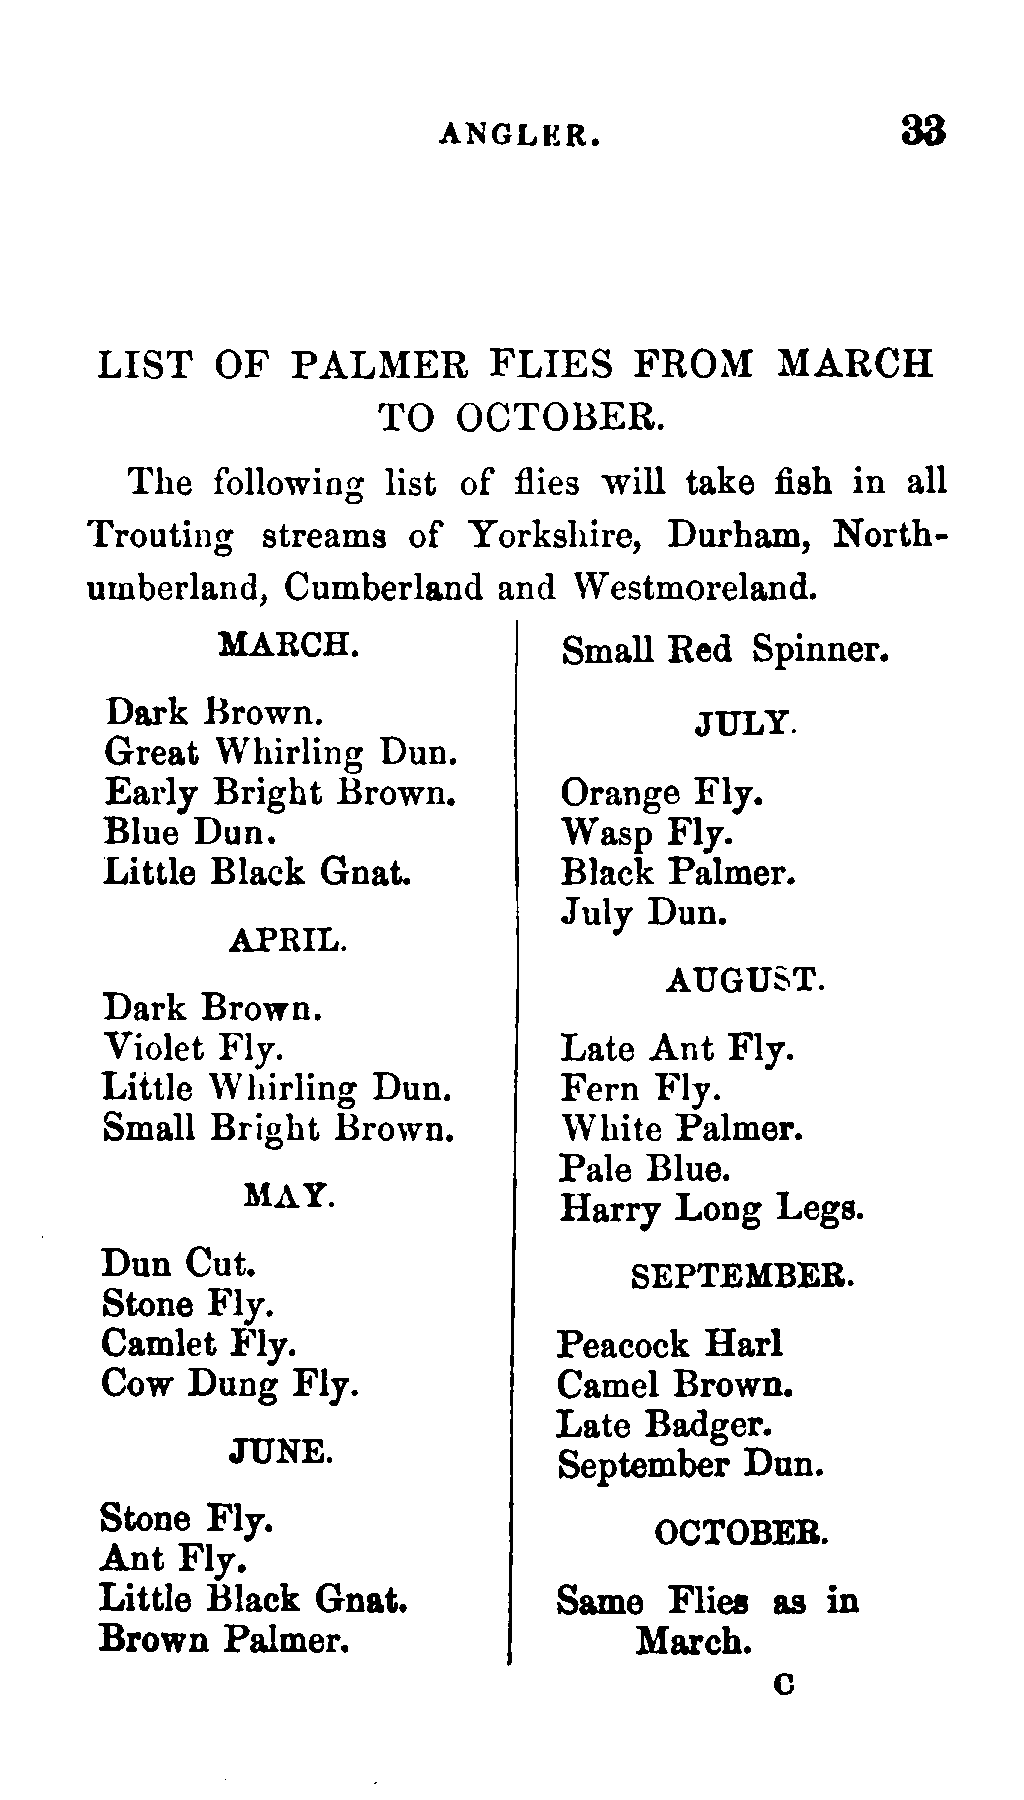 ANGLER. 33
LIST OF PALMER FLIES FROM MARCH
TO OCTOBER.
The following list of flies will take fish in all
Trouting streams of Yorkshire, Durham, North-
umberland, Cumberland and Westmoreland.
MARCH.
Dark Brown.
Great Whirling Dun.
Early Bright Brown.
Blue Dun.
Little Black Gnat.
APRIL.
Dark Brown.
Violet Fly.
Little Whirling Dun.
Small Bright Brown.
MAY.
Dun Cut.
Stone Fly.
Camlet Fly.
Cow Dung Fly.
JUNE.
Stone Fly.
Ant Fly.
Little Black Gnat.
Brown Palmer.
Small Red Spinner.
JULY.
Orange Fly.
Wasp Fly.
Black Palmer.
July Dun.
AUGUST.
Late Ant Fly.
Fern Fly.
White Palmer.
Pale Blue.
Harry Long Legs.
SEPTEMBER.
Peacock Harl
Camel Brown.
Late Badger.
September Dun.
OCTOBER.
Same Flies as in
March.
C